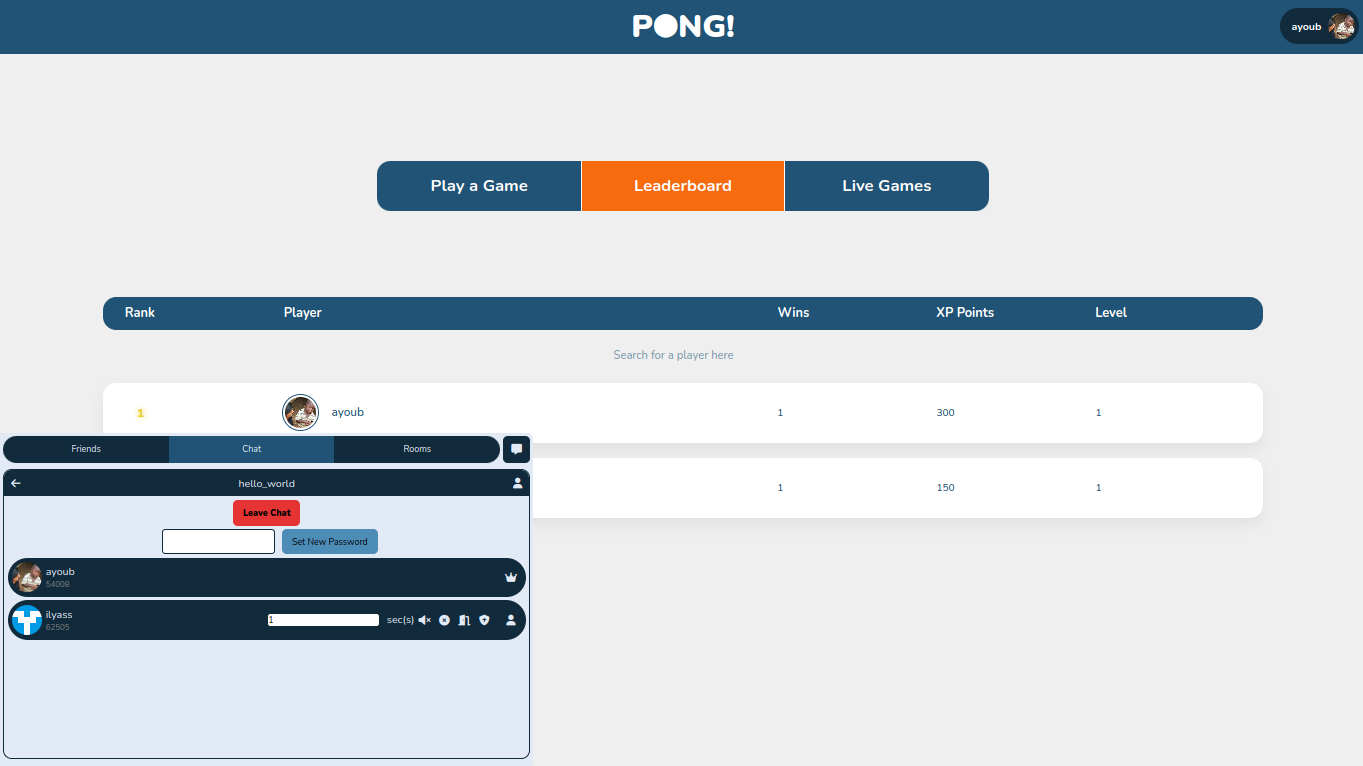 PONG!
ayoub
Play a Game
Leaderboard
Live Games
Rank Player Wins XP Points Level
Search for a player here
1 ayoub 1 300 1
1 150 1
Friends
Chat
Rooms
hello_world
Leave Chat
Set New Password
ayoub
54008
ilyass
62505
1 sec(s)